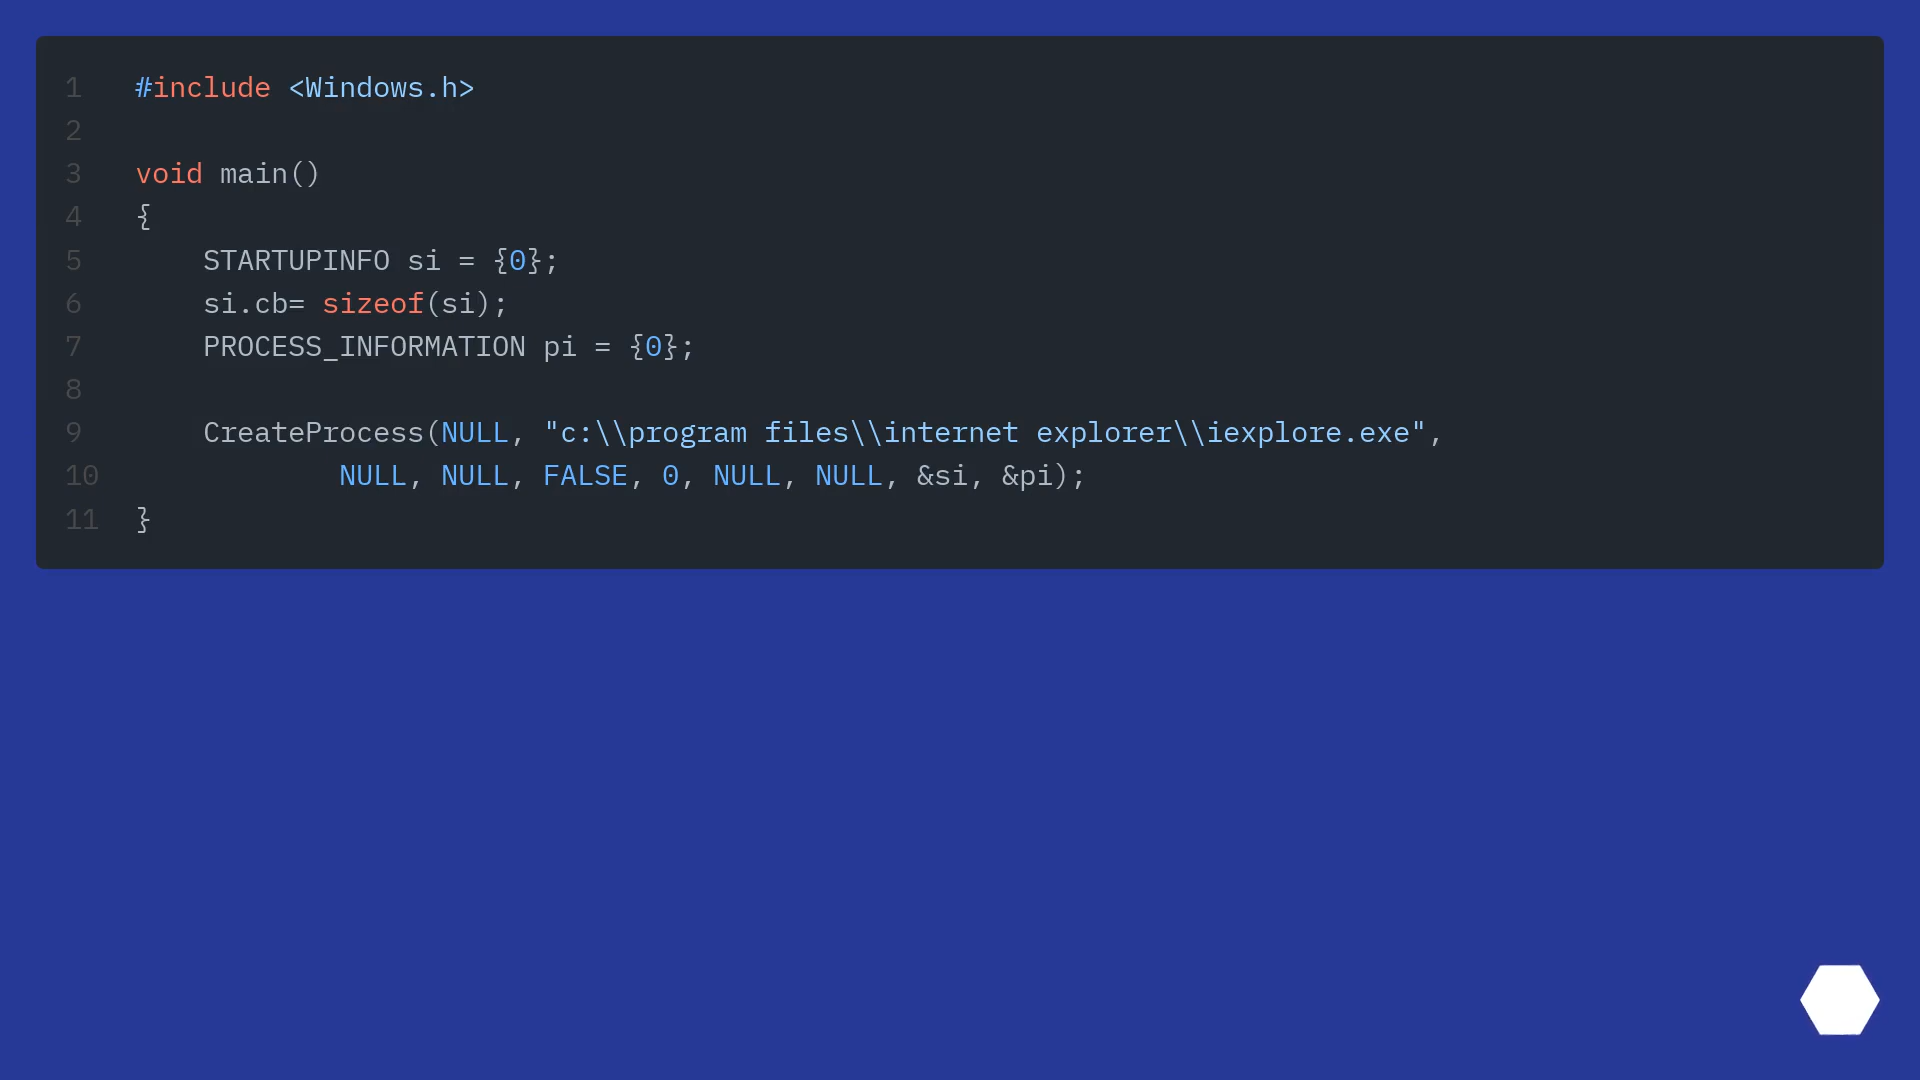 1 #include <Windows.h>
2
3 void main()
4 {
5     STARTUPINFO si = {0};
6     si.cb= sizeof(si);
7     PROCESS_INFORMATION pi = {0};
8
9     CreateProcess(NULL, "c:\\program files\\internet explorer\\iexplore.exe",
10             NULL, NULL, FALSE, 0, NULL, NULL, &si, &pi);
11 }